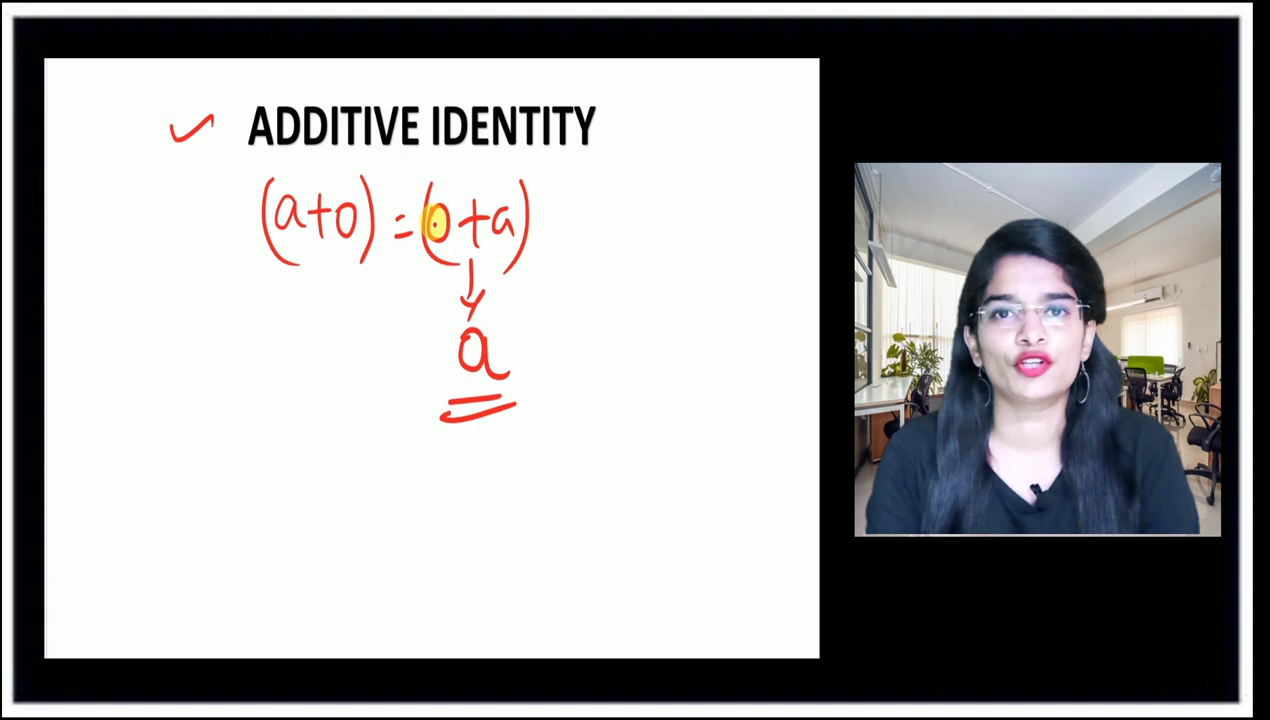 ADDITIVE IDENTITY
(a+0) = (0+a)
a